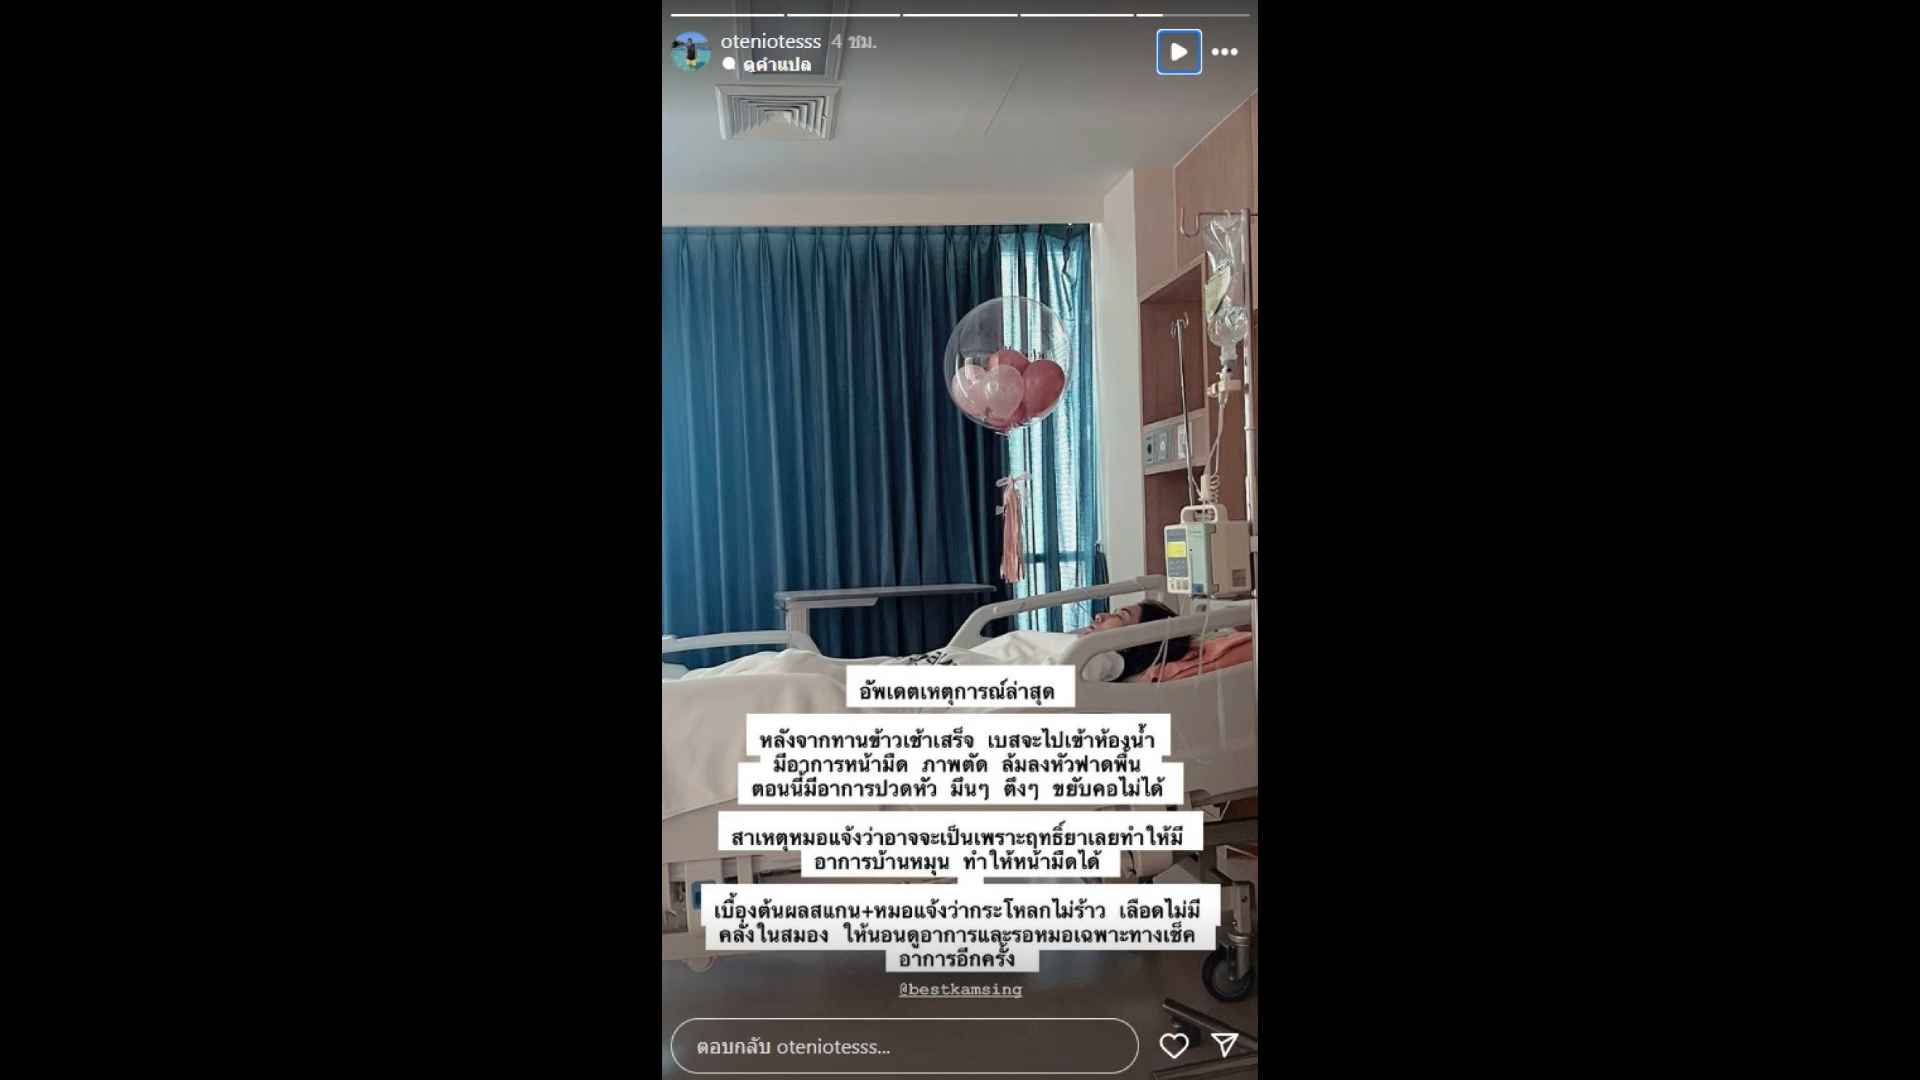 oteniotesss 4 ชม.
ดูคำแปล
อัพเดตเหตุการณ์ล่าสุด
หลังจากทานข้าวเช้าเสร็จ เบสจะไปเข้าห้องน้ำ
มีอาการหน้ามืด ภาพตัด ล้มลงหัวฟาดพื้น
ตอนนี้มีอาการปวดหัว มึนๆ ตึงๆ ขยับคอไม่ได้
สาเหตุหมอแจ้งว่าอาจจะเป็นเพราะฤทธิ์ยาเลยทำให้มี
อาการบ้านหมุน ทำให้หน้ามืดได้
เบื้องต้นผลสแกน+หมอแจ้งว่ากระโหลกไม่ร้าว เลือดไม่มี
คลั่งในสมอง ให้นอนดูอาการและรอหมอเฉพาะทางเช็ค
อาการอีกครั้ง
@bestkamsing
ตอบกลับ oteniotesss...